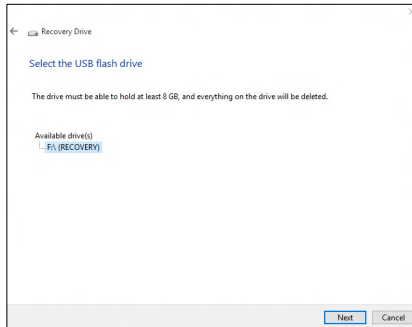 Recovery Drive
Select the USB flash drive
The drive must be able to hold at least 8 GB, and everything on the drive will be deleted.
Available drive(s)
F:\ (RECOVERY)
Next Cancel